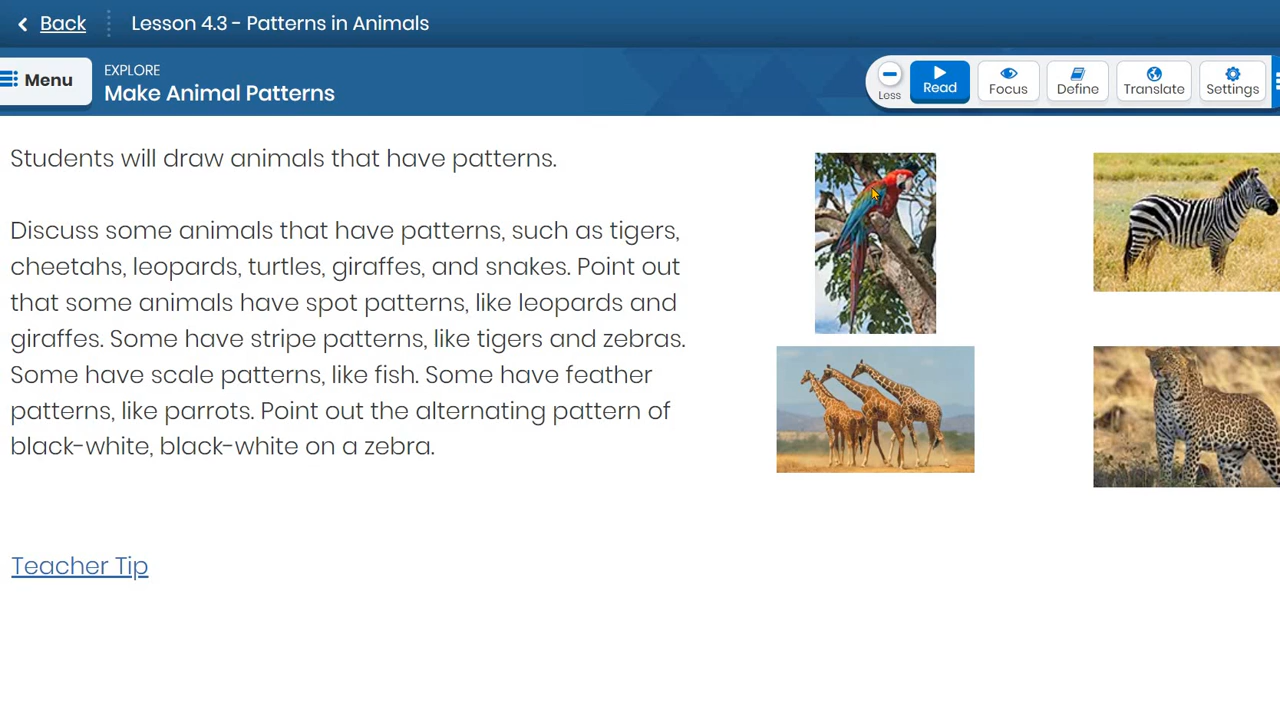 Back
Lesson 4.3 - Patterns in Animals
Menu
EXPLORE
Make Animal Patterns
Less
Read
Focus
Define
Translate
Settings
Students will draw animals that have patterns.
Discuss some animals that have patterns, such as tigers,
cheetahs, leopards, turtles, giraffes, and snakes. Point out
that some animals have spot patterns, like leopards and
giraffes. Some have stripe patterns, like tigers and zebras.
Some have scale patterns, like fish. Some have feather
patterns, like parrots. Point out the alternating pattern of
black-white, black-white on a zebra.
Teacher Tip